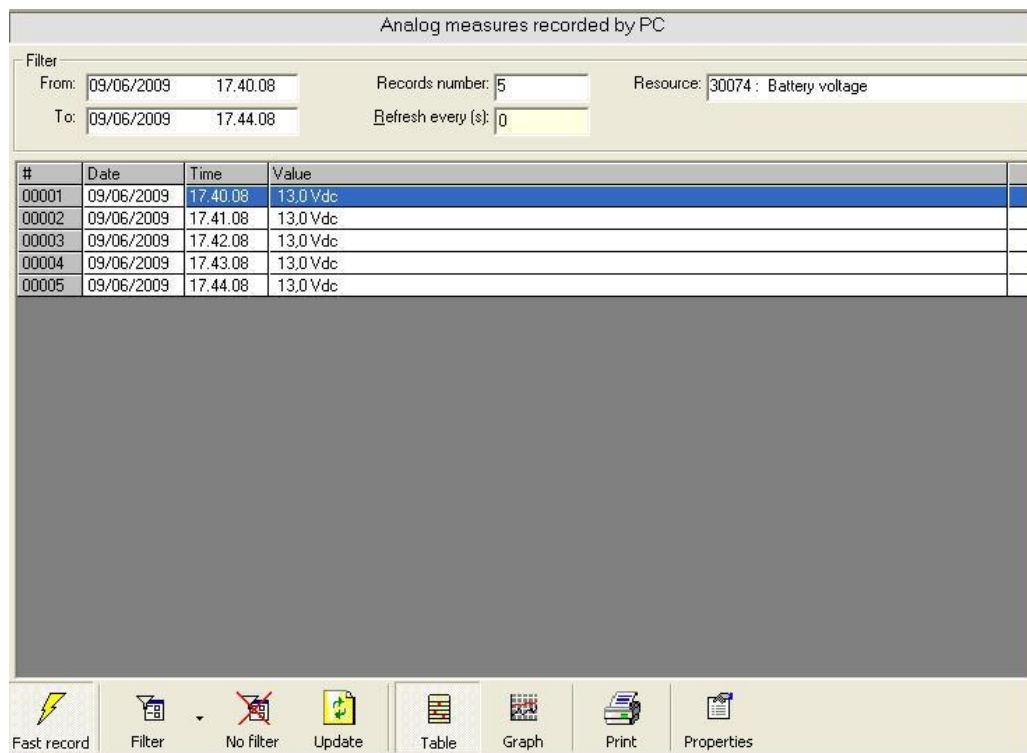 Analog measures recorded by PC
Filter
From: 09/06/2009 17.40.08 Records number: 5 Resource: 30074 : Battery voltage
To: 09/06/2009 17.44.08 Refresh every (s): 0
# Date Time Value
00001 09/06/2009 17.40.08 13,0 Vdc
00002 09/06/2009 17.41.08 13,0 Vdc
00003 09/06/2009 17.42.08 13,0 Vdc
00004 09/06/2009 17.43.08 13,0 Vdc
00005 09/06/2009 17.44.08 13,0 Vdc
Fast record Filter No filter Update Table Graph Print Properties